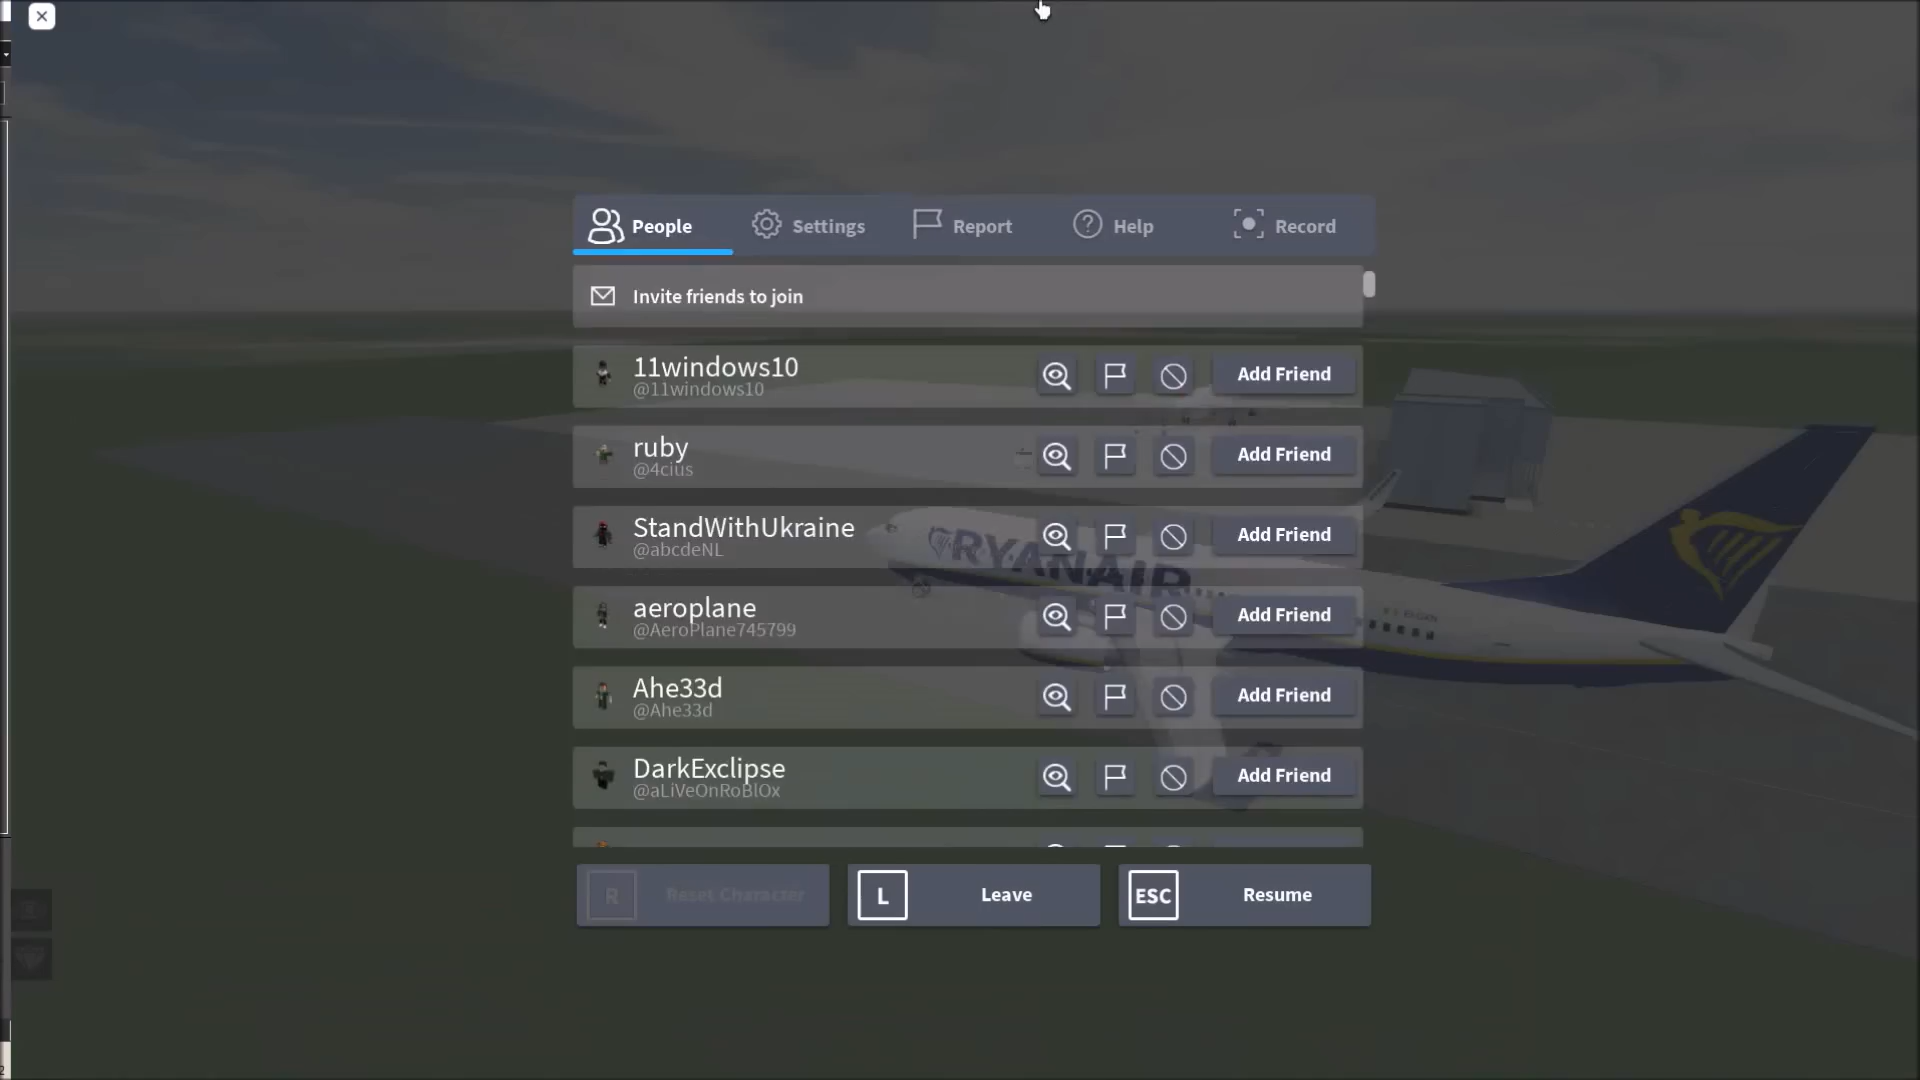 People
Settings
Report
Help
Record
Invite friends to join
11windows10
@11windows10
Add Friend
ruby
@4cius
Add Friend
StandWithUkraine
@abcdeNL
Add Friend
RYANAIR
aeroplane
@AeroPlane745799
Add Friend
Ahe33d
@Ahe33d
Add Friend
DarkExclipse
@aLiVeOnRoBlOx
Add Friend
R Reset Character
L Leave
ESC Resume